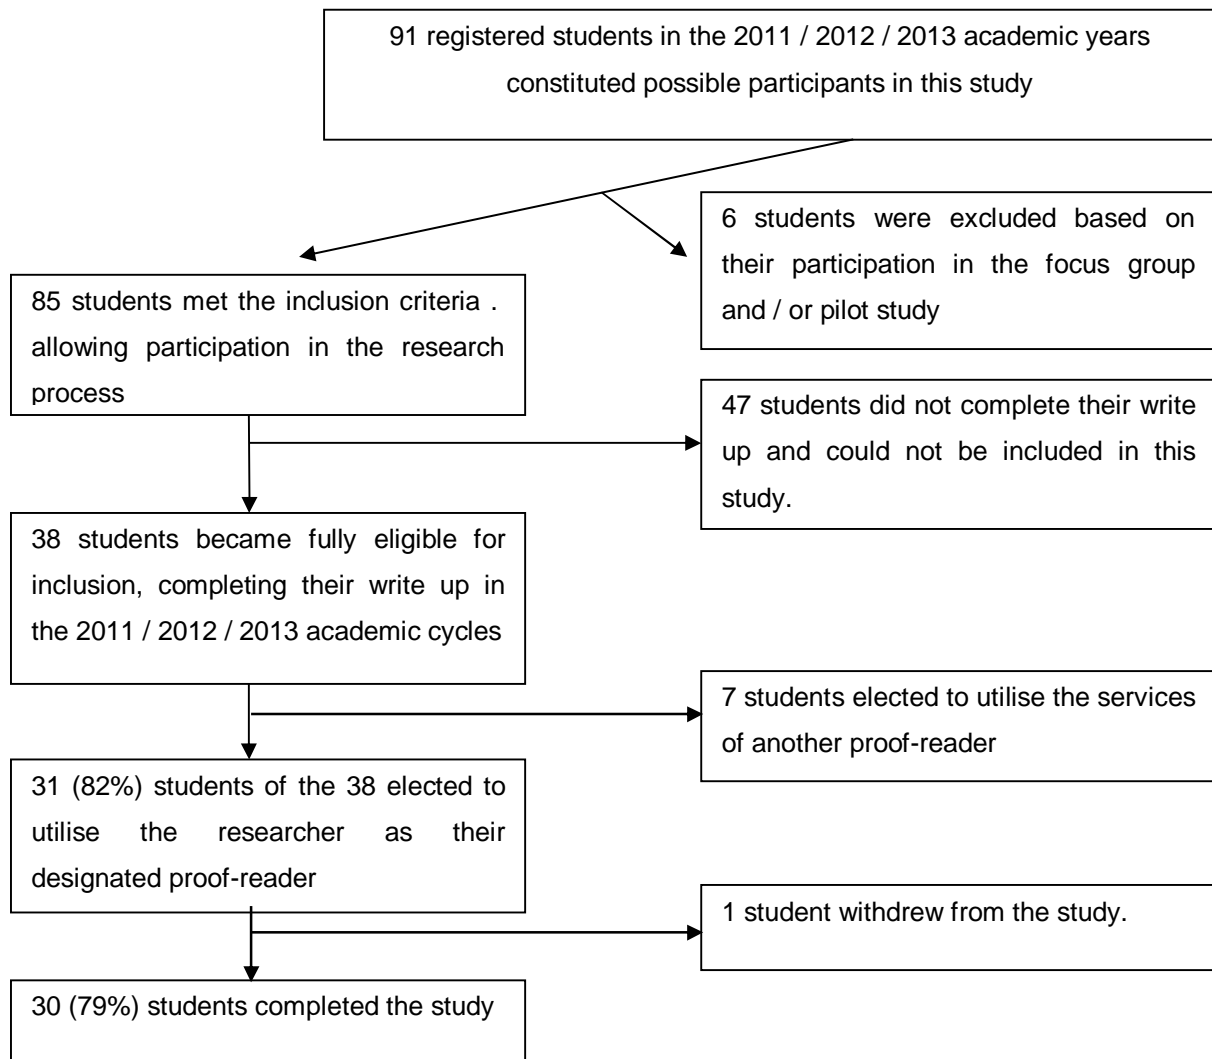 91 registered students in the 2011 / 2012 / 2013 academic years
constituted possible participants in this study
6 students were excluded based on
their participation in the focus group
and / or pilot study
85 students met the inclusion criteria .
allowing participation in the research
process
47 students did not complete their write
up and could not be included in this
study.
38 students became fully eligible for
inclusion, completing their write up in
the 2011 / 2012 / 2013 academic cycles
7 students elected to utilise the services
of another proof-reader
31 (82%) students of the 38 elected to
utilise the researcher as their
designated proof-reader
1 student withdrew from the study.
30 (79%) students completed the study